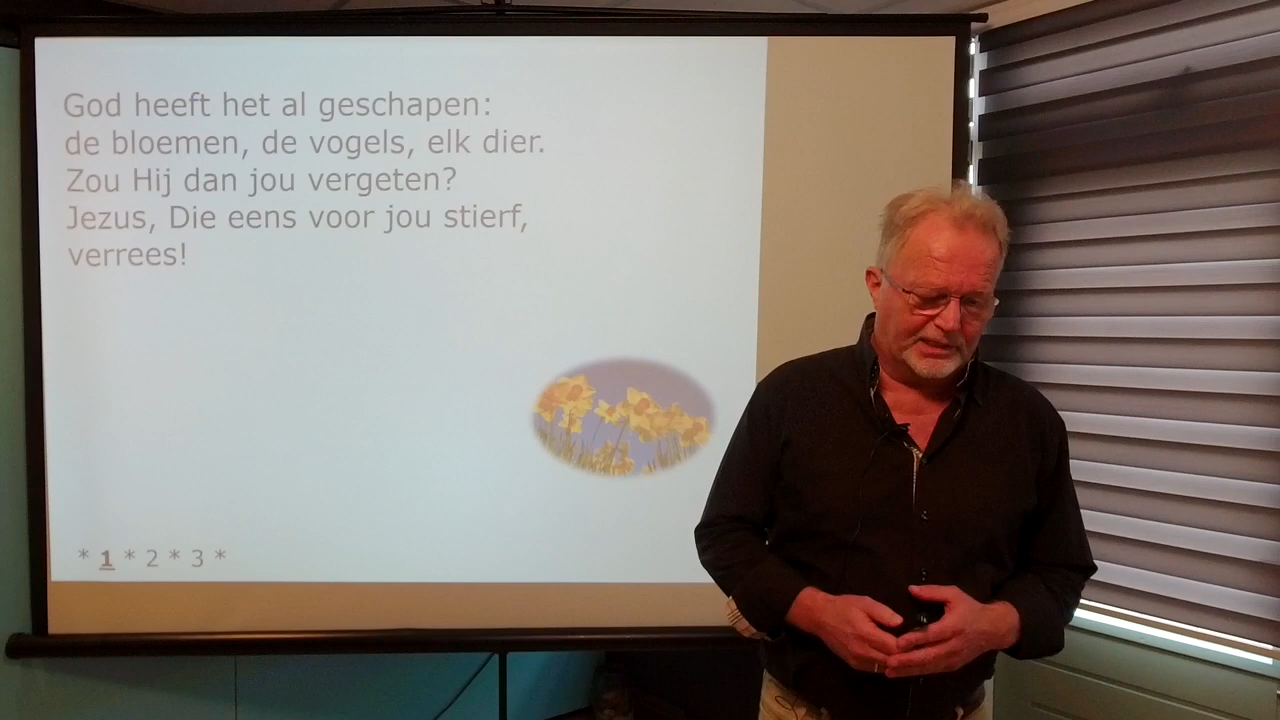 God heeft het al geschapen:
de bloemen, de vogels, elk dier.
Zou Hij dan jou vergeten?
Jezus, Die eens voor jou stierf,
verrees!
* 1 * 2 * 3 *